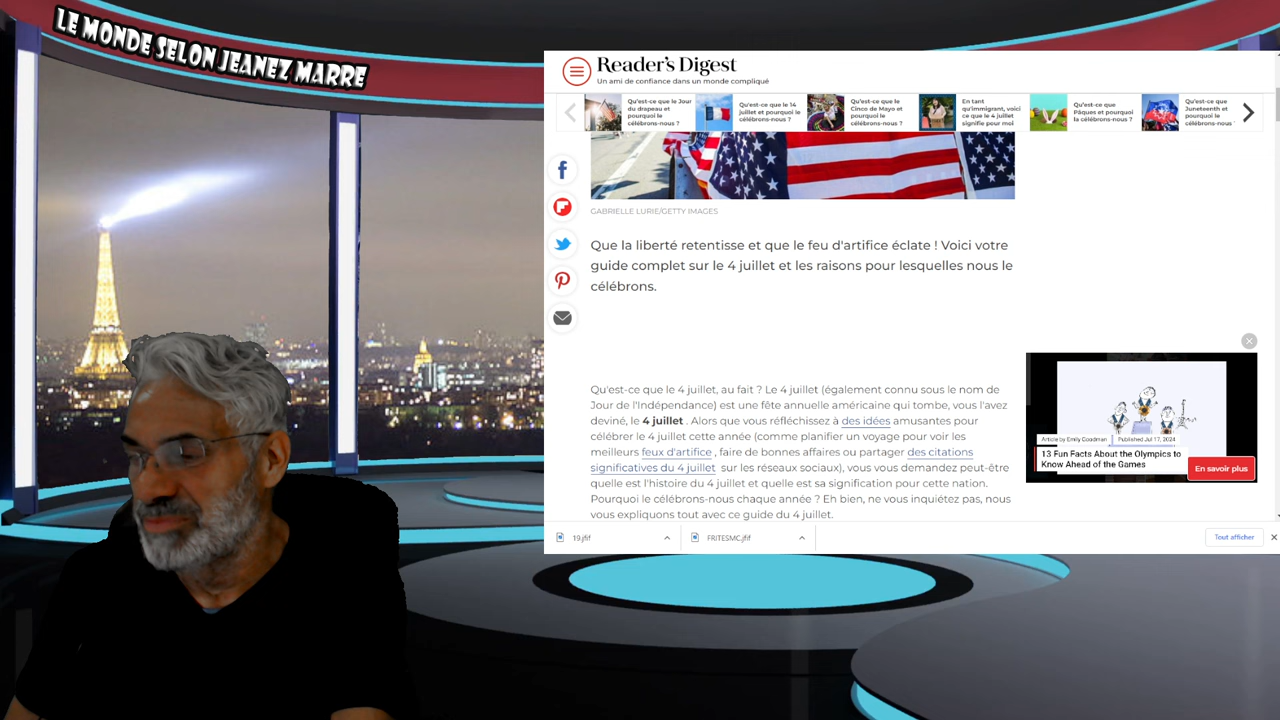 LE MONDE SELON JEANEZ MARRE
Reader's Digest
Un ami de confiance dans un monde compliqué
Qu'est-ce que le Jour
du drapeau et
pourquoi le
célébrons-nous ?
Qu'est-ce que le 14
juillet et pourquoi le
célébrons-nous ?
Qu'est-ce que le
Cinco de Mayo et
pourquoi le
célébrons-nous ?
En tant
qu'immigrant, voici
ce que le 4 juillet
signifie pour moi
Qu'est-ce que
Pâques et pourquoi
la célébrons-nous ?
Qu'est-ce que
Juneteenth et
pourquoi le
célébrons-nous
GABRIELLE LURIE/GETTY IMAGES
Que la liberté retentisse et que le feu d'artifice éclate ! Voici votre
guide complet sur le 4 juillet et les raisons pour lesquelles nous le
célébrons.
Qu'est-ce que le 4 juillet, au fait ? Le 4 juillet (également connu sous le nom de
Jour de l'Indépendance) est une fête annuelle américaine qui tombe, vous l'avez
deviné, le 4 juillet . Alors que vous réfléchissez à des idées amusantes pour
célébrer le 4 juillet cette année (comme planifier un voyage pour voir les
meilleurs feux d'artifice , faire de bonnes affaires ou partager des citations
significatives du 4 juillet sur les réseaux sociaux), vous vous demandez peut-être
quelle est l'histoire du 4 juillet et quelle est sa signification pour cette nation.
Pourquoi le célébrons-nous chaque année ? Eh bien, ne vous inquiétez pas, nous
vous expliquons tout avec ce guide du 4 juillet.
Article by Emily Goodman | Published Jul 17, 2024
13 Fun Facts About the Olympics to
Know Ahead of the Games
En savoir plus
19.jfif
FRITESMC.jfif
Tout afficher